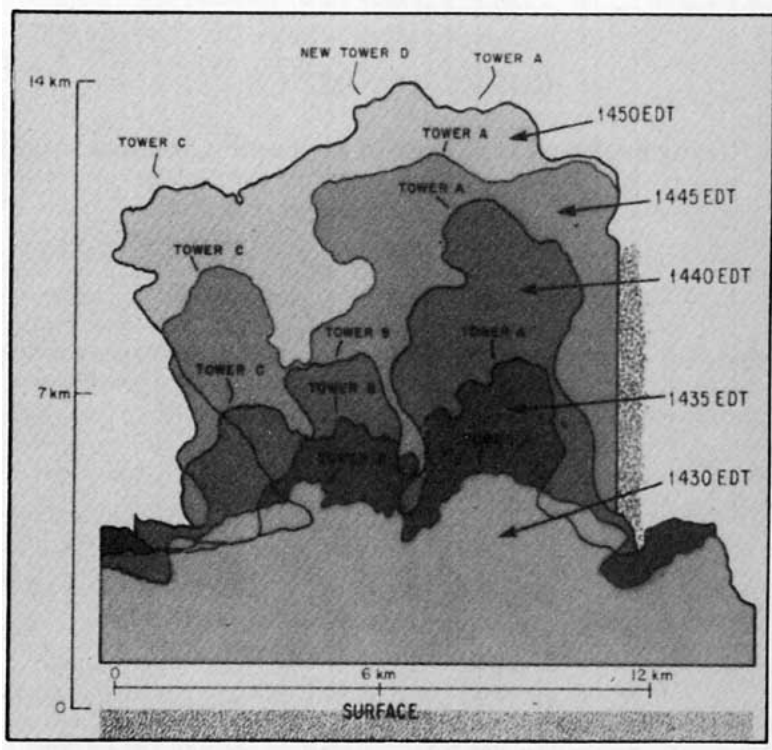 NEW TOWER D
TOWER A
14 km
1450 EDT
TOWER C
TOWER A
TOWER A
1445 EDT
TOWER C
1440 EDT
TOWER B
TOWER A
7 km
TOWER C
TOWER B
1435 EDT
TOWER B
1430 EDT
0
6 km
12 km
0
SURFACE